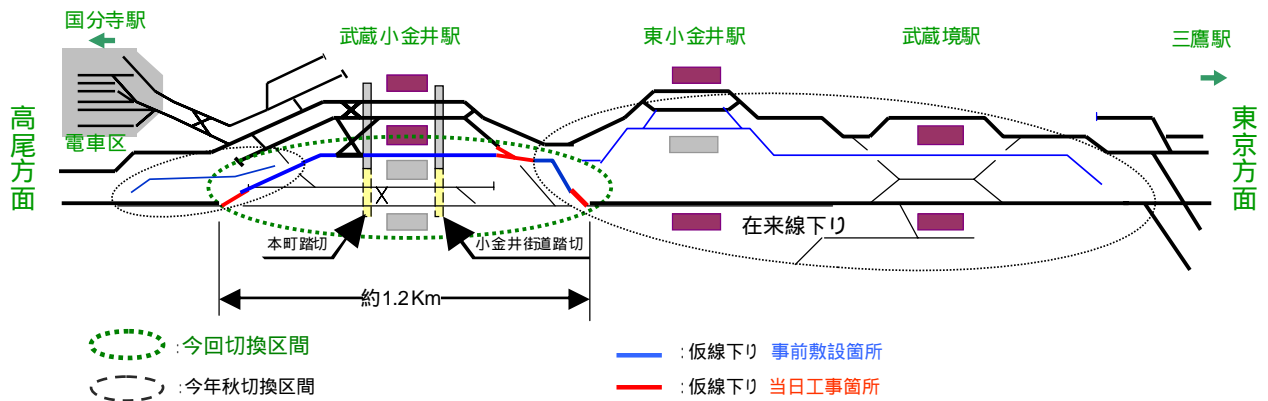 国分寺駅
武蔵小金井駅
東小金井駅
武蔵境駅
三鷹駅
高尾方面
電車区
東京方面
本町踏切
小金井街道踏切
在来線下り
約1.2Km
:今回切換区間
:仮線下り 事前敷設箇所
:今年秋切換区間
:仮線下り 当日工事箇所